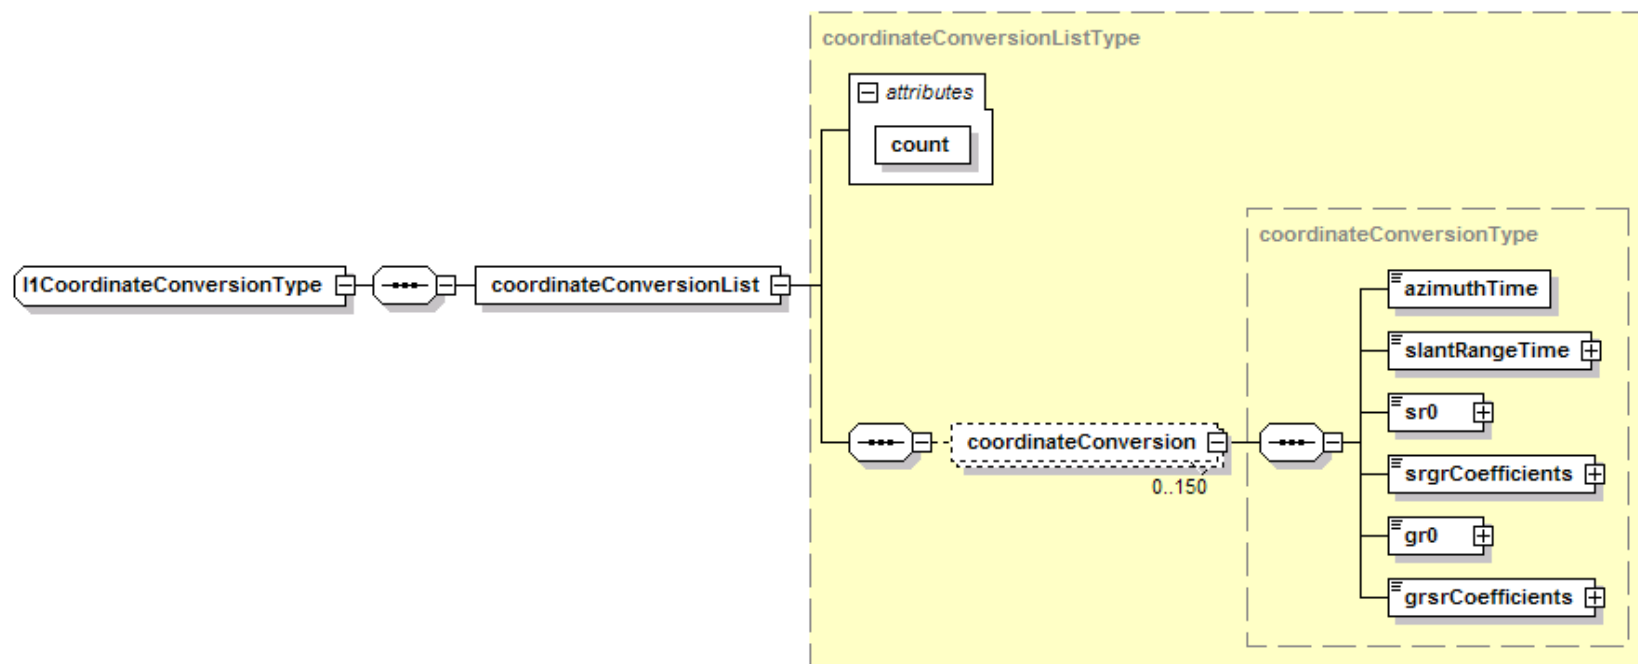 coordinateConversionListType
attributes
count
coordinateConversionType
l1CoordinateConversionType
coordinateConversionList
azimuthTime
slantRangeTime
sr0
coordinateConversion
0..150
srgrCoefficients
gr0
grsrCoefficients